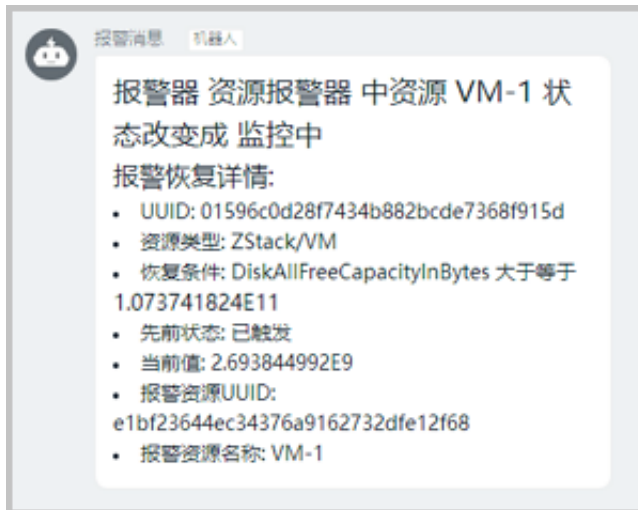 报警消息 机器人
报警器 资源报警器 中资源 VM-1 状
态改变成 监控中
报警恢复详情:
• UUID: 01596c0d28f7434b882bcde7368f915d
• 资源类型: ZStack/VM
• 恢复条件: DiskAllFreeCapacityInBytes 大于等于
1.073741824E11
• 先前状态: 已触发
• 当前值: 2.693844992E9
• 报警资源UUID:
e1bf23644ec34376a9162732dfe12f68
• 报警资源名称: VM-1